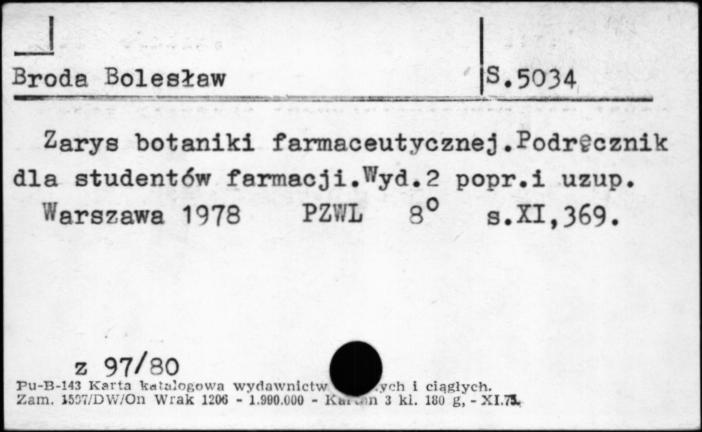 Broda Bolesław S.5034
Zarys botaniki farmaceutycznej.Podręcznik
dla studentów farmacji.Wyd.2 popr.i uzup.
Warszawa 1978 PZWL 8° s.XI,369.
z 97/80
Pu-B-143 Karta katalogowa wydawnictw i ciągłych.
Zam. 1597/DW/On Wrak 1206 - 1.990.000 - Karton 3 kl. 180 g, - XI.75.